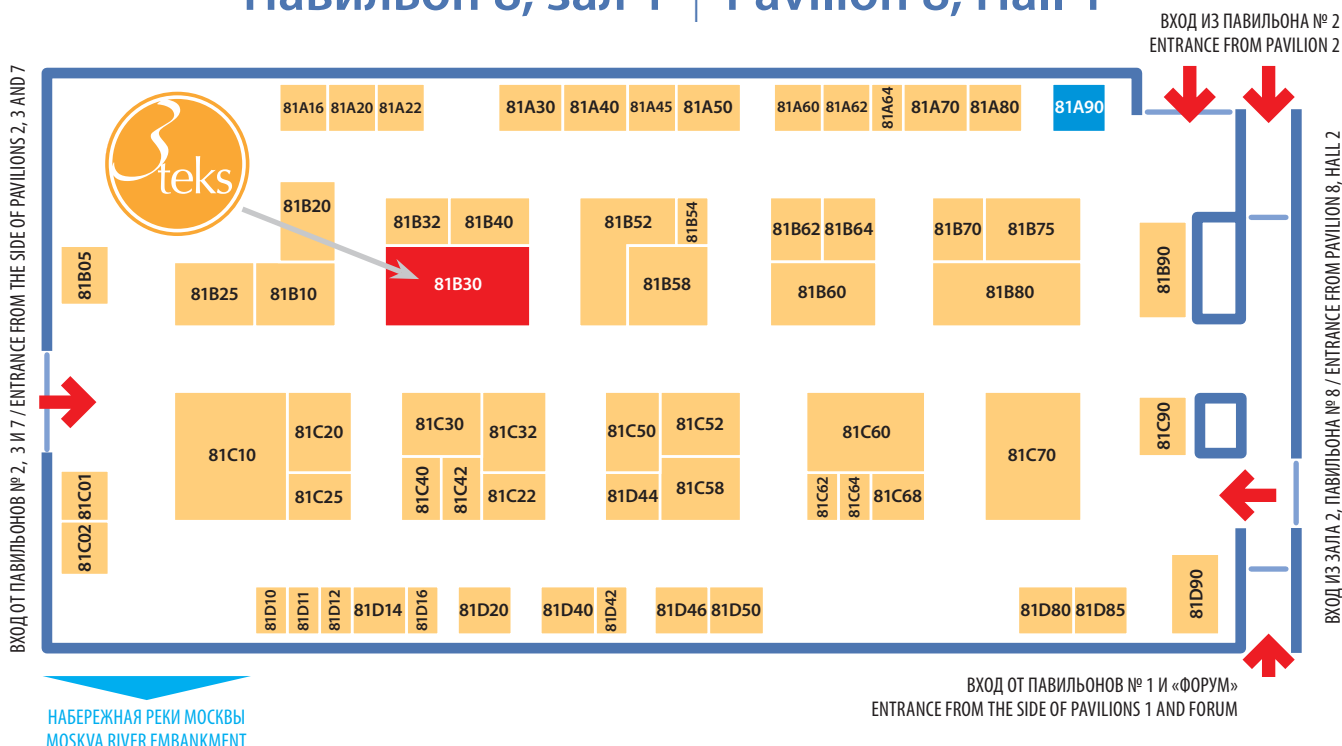 Павильон 8, зал 1 | Pavilion 8, Hall 1
ВХОД ИЗ ПАВИЛЬОНА № 2
ENTRANCE FROM PAVILION 2
ВХОД ОТ ПАВИЛЬОНОВ № 2, 3 И 7 / ENTRANCE FROM THE SIDE OF PAVILIONS 2, 3 AND 7
3teks
81A16 81A20 81A22 81A30 81A40 81A45 81A50 81A60 81A62 81A64 81A70 81A80 81A90
81B20 81B32 81B40 81B52 81B54 81B62 81B64 81B70 81B75
81B05 81B25 81B10 81B30 81B58 81B60 81B80 81B90
81C10 81C20 81C30 81C32 81C50 81C52 81C60 81C70 81C90
81C01 81C25 81C40 81C42 81C22 81D44 81C58 81C62 81C64 81C68
81C02
81D10 81D11 81D12 81D14 81D16 81D20 81D40 81D42 81D46 81D50 81D80 81D85 81D90
ВХОД ИЗ ЗАЛА 2, ПАВИЛЬОНА № 8 / ENTRANCE FROM PAVILION 8, HALL 2
ВХОД ОТ ПАВИЛЬОНОВ № 1 И «ФОРУМ»
ENTRANCE FROM THE SIDE OF PAVILIONS 1 AND FORUM
НАБЕРЕЖНАЯ РЕКИ МОСКВЫ
MOSKVA RIVER EMBANKMENT